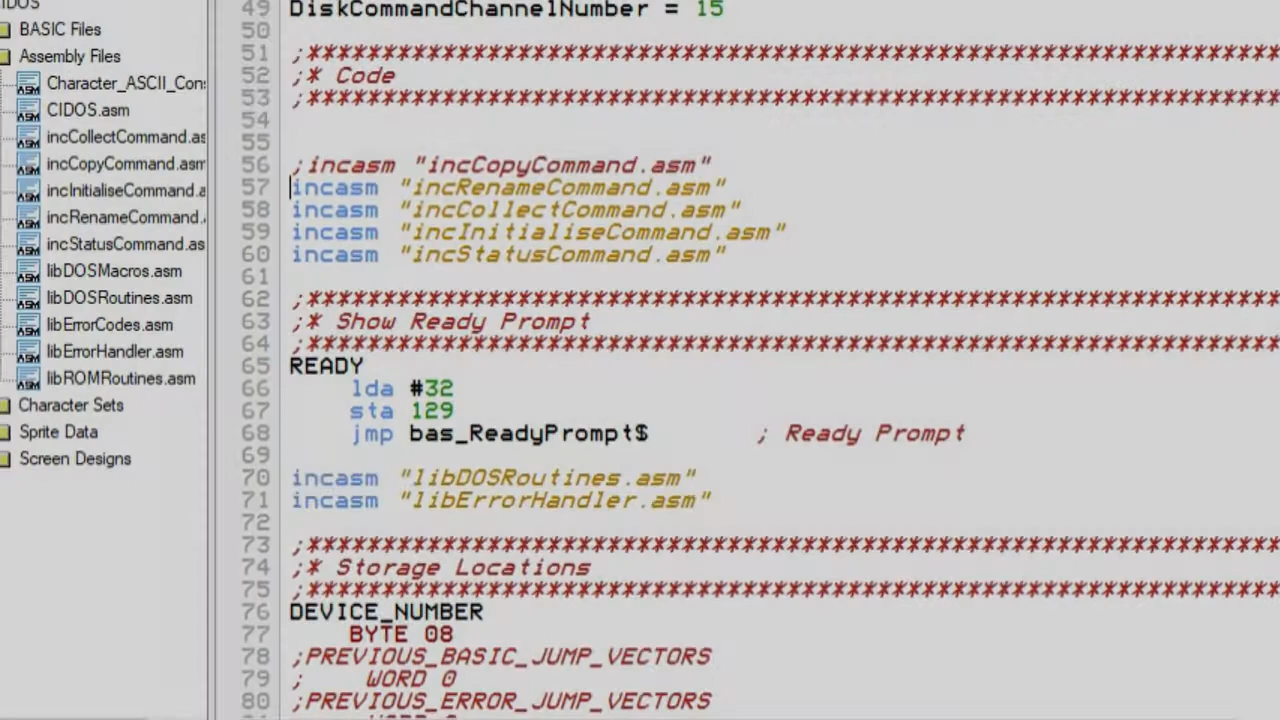 CIDOS
BASIC Files
Assembly Files
Character_ASCII_Cons
CIDOS.asm
incCollectCommand.as
incCopyCommand.asm
incInitialiseCommand.a
incRenameCommand.
incStatusCommand.as
libDOSMacros.asm
libDOSRoutines.asm
libErrorCodes.asm
libErrorHandler.asm
libROMRoutines.asm
Character Sets
Sprite Data
Screen Designs
49 DiskCommandChannelNumber = 15
50
51 ;******************************************************************
52 ;* Code
53 ;******************************************************************
54
55
56 ;incasm "incCopyCommand.asm"
57 incasm "incRenameCommand.asm"
58 incasm "incCollectCommand.asm"
59 incasm "incInitialiseCommand.asm"
60 incasm "incStatusCommand.asm"
61
62 ;******************************************************************
63 ;* Show Ready Prompt
64 ;******************************************************************
65 READY
66 lda #32
67 sta 129
68 jmp bas_ReadyPrompt$ ; Ready Prompt
69
70 incasm "libDOSRoutines.asm"
71 incasm "libErrorHandler.asm"
72
73 ;******************************************************************
74 ;* Storage Locations
75 ;******************************************************************
76 DEVICE_NUMBER
77 BYTE 08
78 ;PREVIOUS_BASIC_JUMP_VECTORS
79 ; WORD 0
80 ;PREVIOUS_ERROR_JUMP_VECTORS